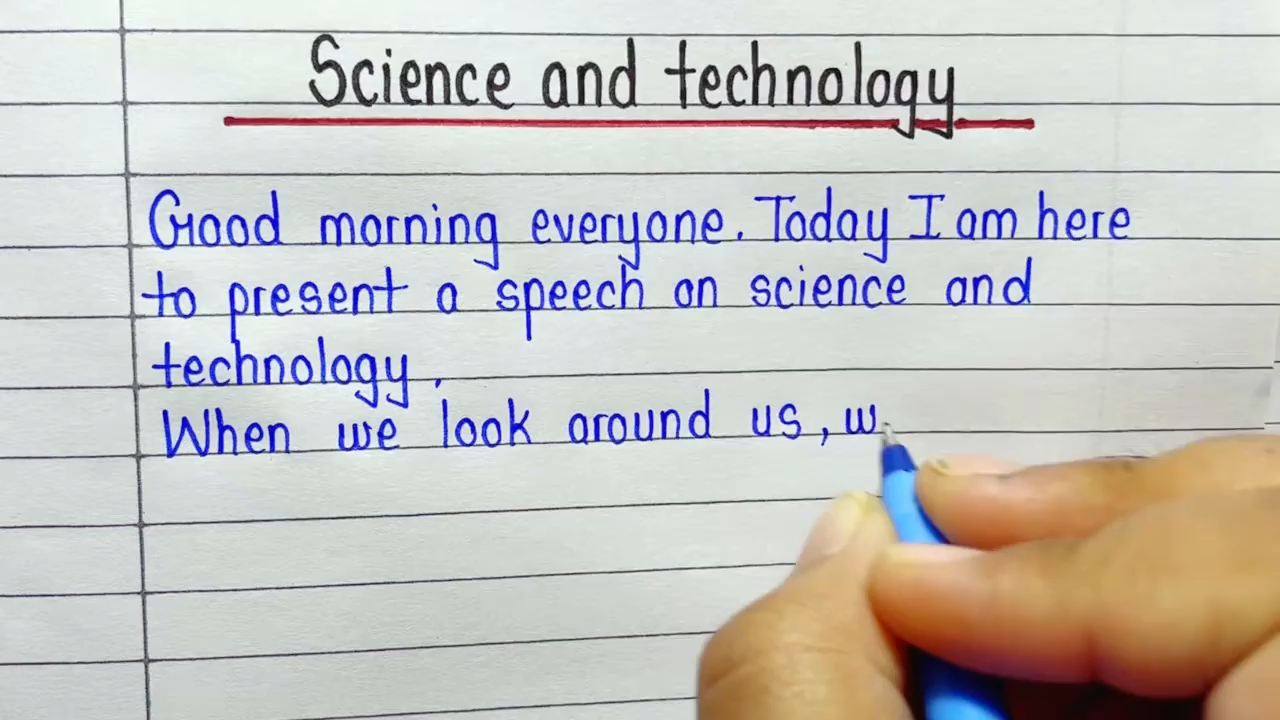 Science and technology
Good morning everyone. Today I am here
to present a speech on science and
technology.
When we look around us, w